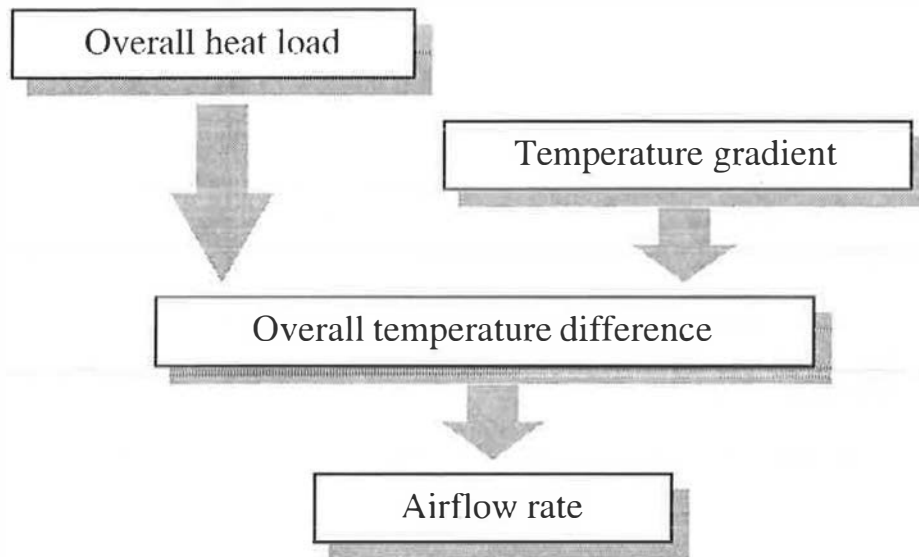 Overall heat load
Temperature gradient
Overall temperature difference
Airflow rate